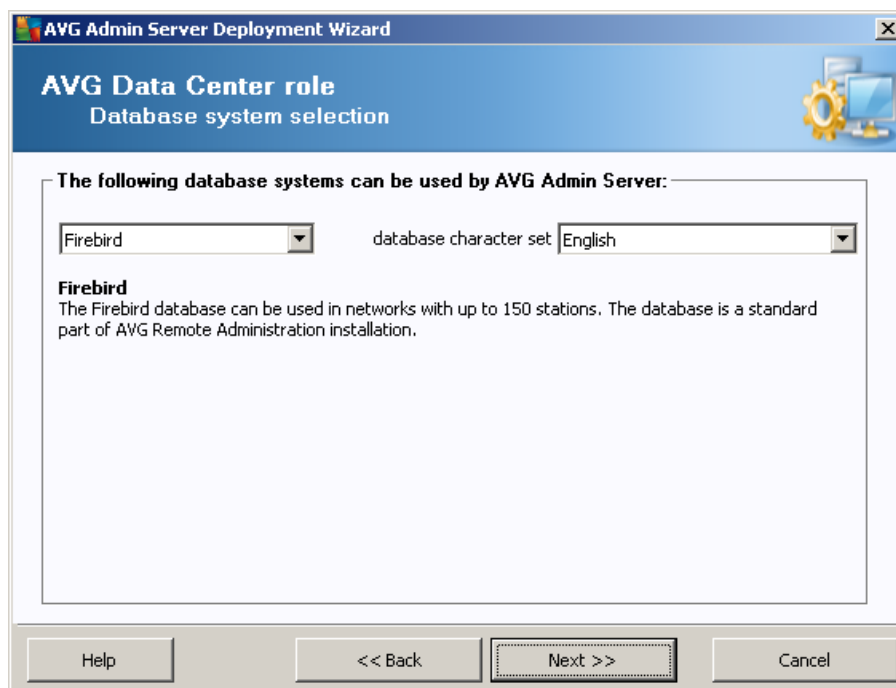 AVG Admin Server Deployment Wizard
AVG Data Center role
Database system selection
The following database systems can be used by AVG Admin Server:
Firebird
database character set English
Firebird
The Firebird database can be used in networks with up to 150 stations. The database is a standard
part of AVG Remote Administration installation.
Help
<< Back
Next >>
Cancel